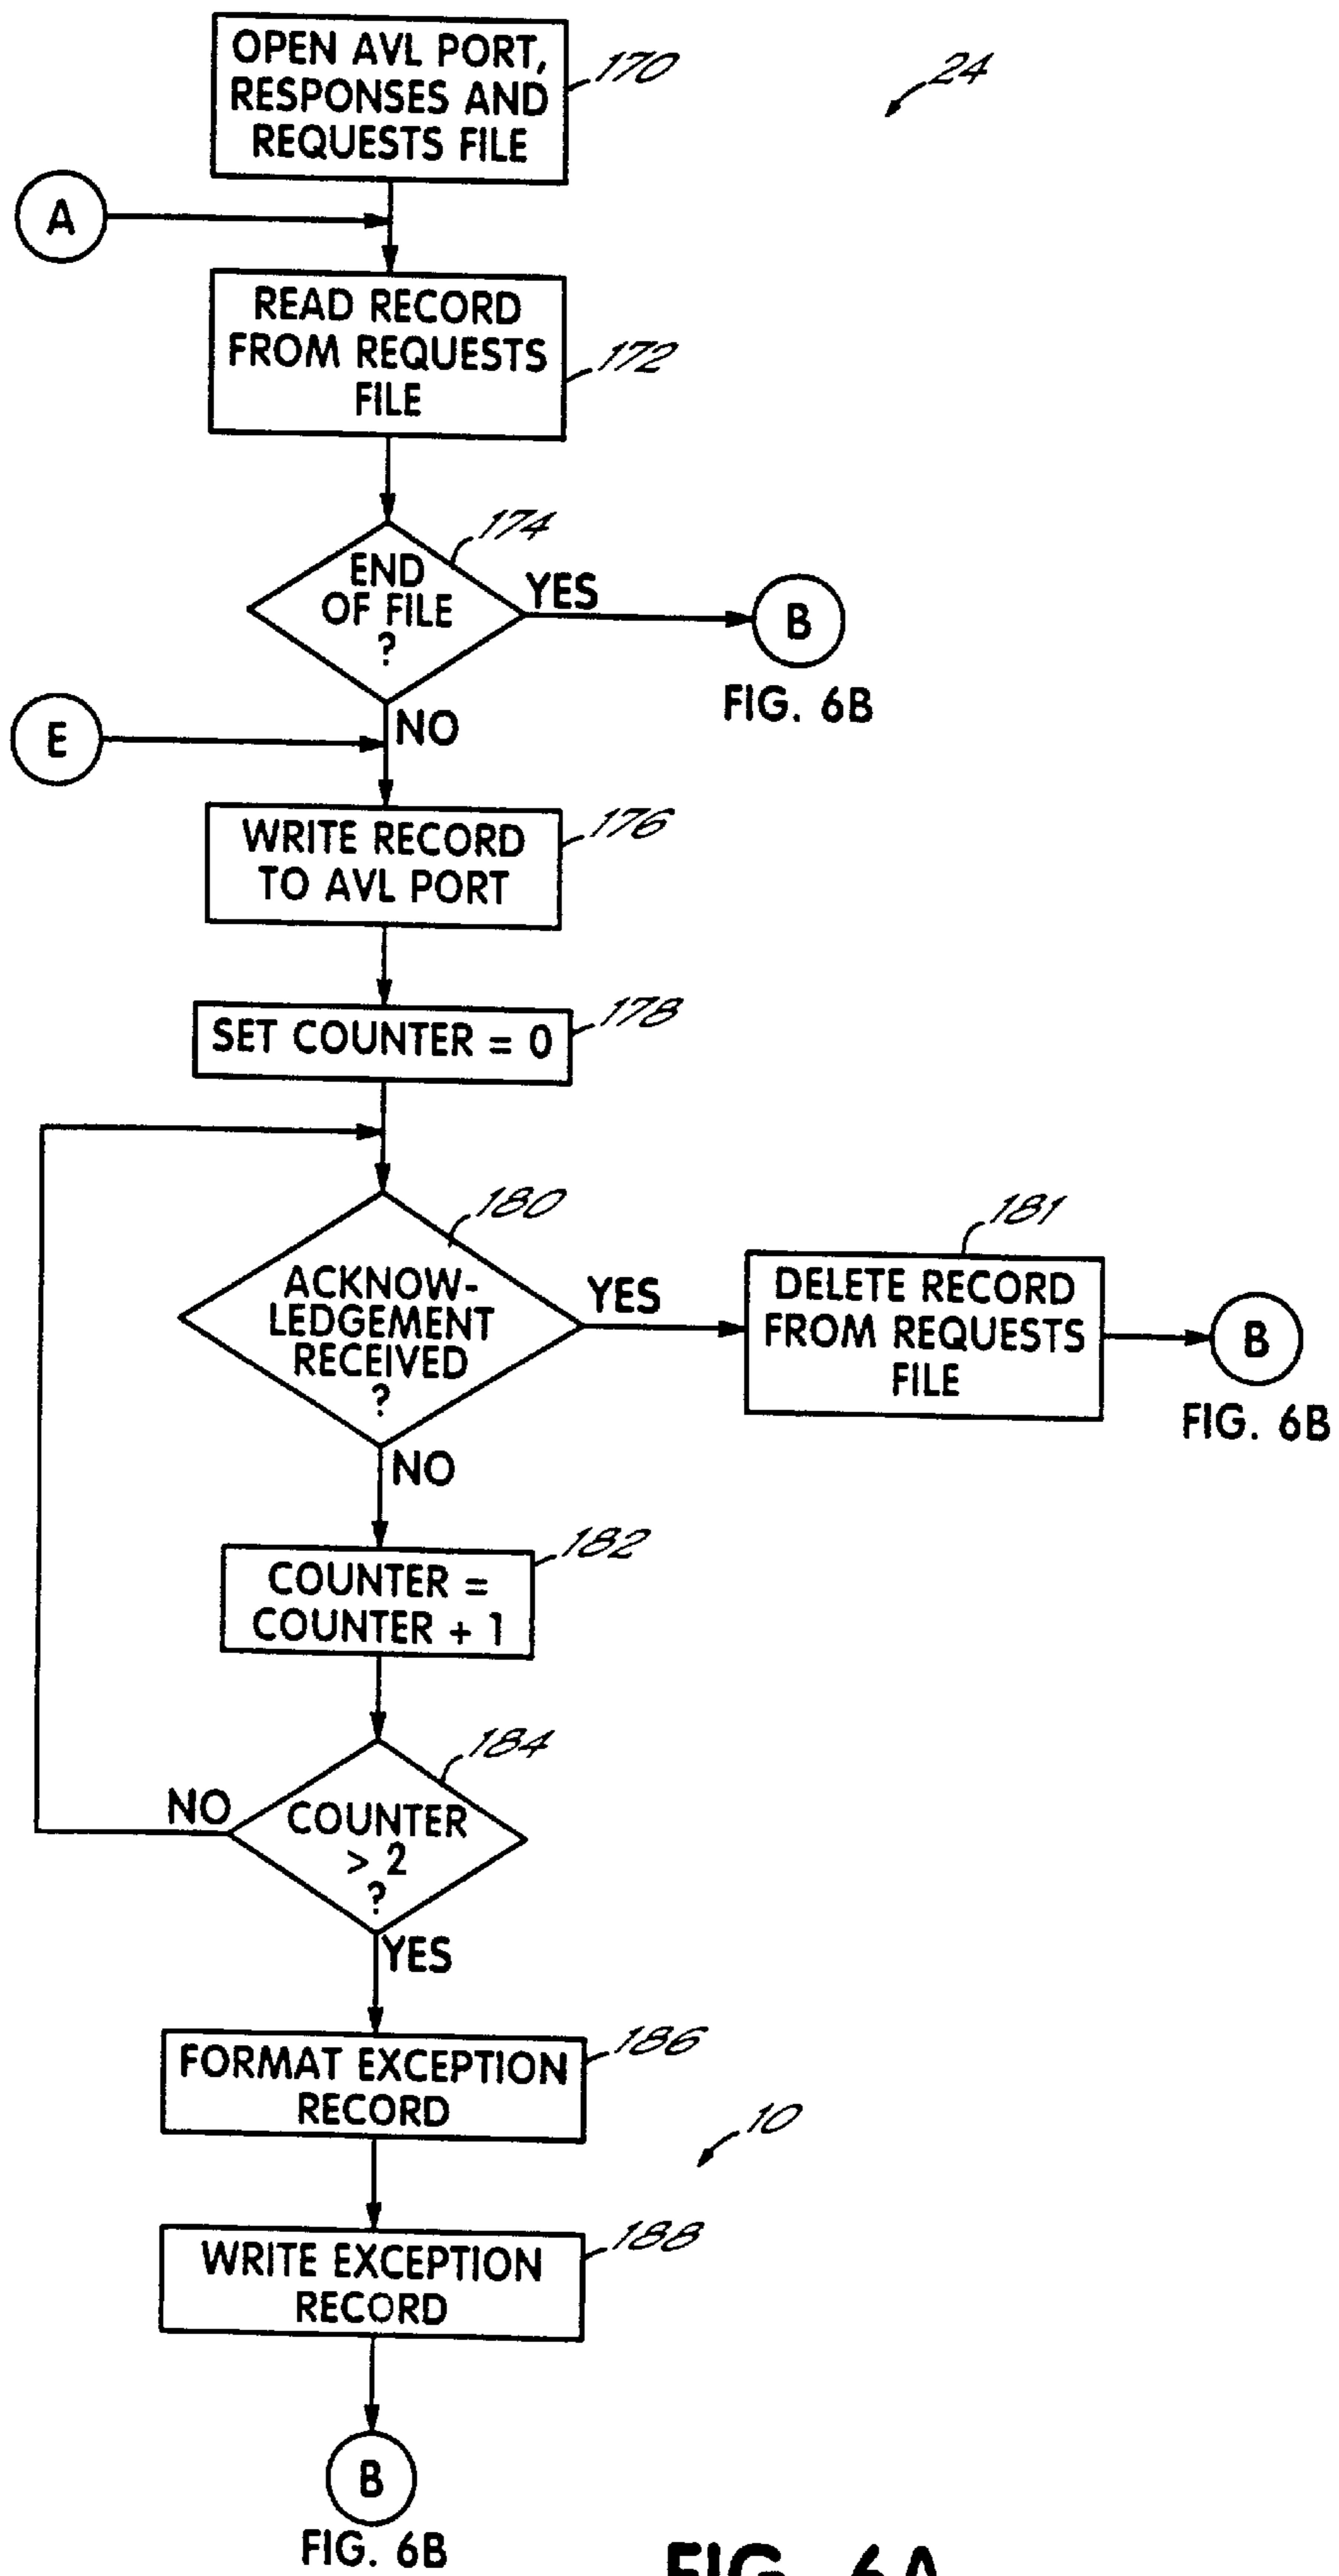 OPEN AVL PORT,
RESPONSES AND
REQUESTS FILE
170
24
A
READ RECORD
FROM REQUESTS
FILE
172
174
END
OF FILE
?
YES
B
FIG. 6B
E
NO
WRITE RECORD
TO AVL PORT
176
SET COUNTER = 0
178
180
ACKNOW-
LEDGEMENT
RECEIVED
?
YES
181
DELETE RECORD
FROM REQUESTS
FILE
B
FIG. 6B
NO
182
COUNTER =
COUNTER + 1
184
NO
COUNTER
> 2
?
YES
FORMAT EXCEPTION
RECORD
186
10
WRITE EXCEPTION
RECORD
188
B
FIG. 6B
FIG. 6A